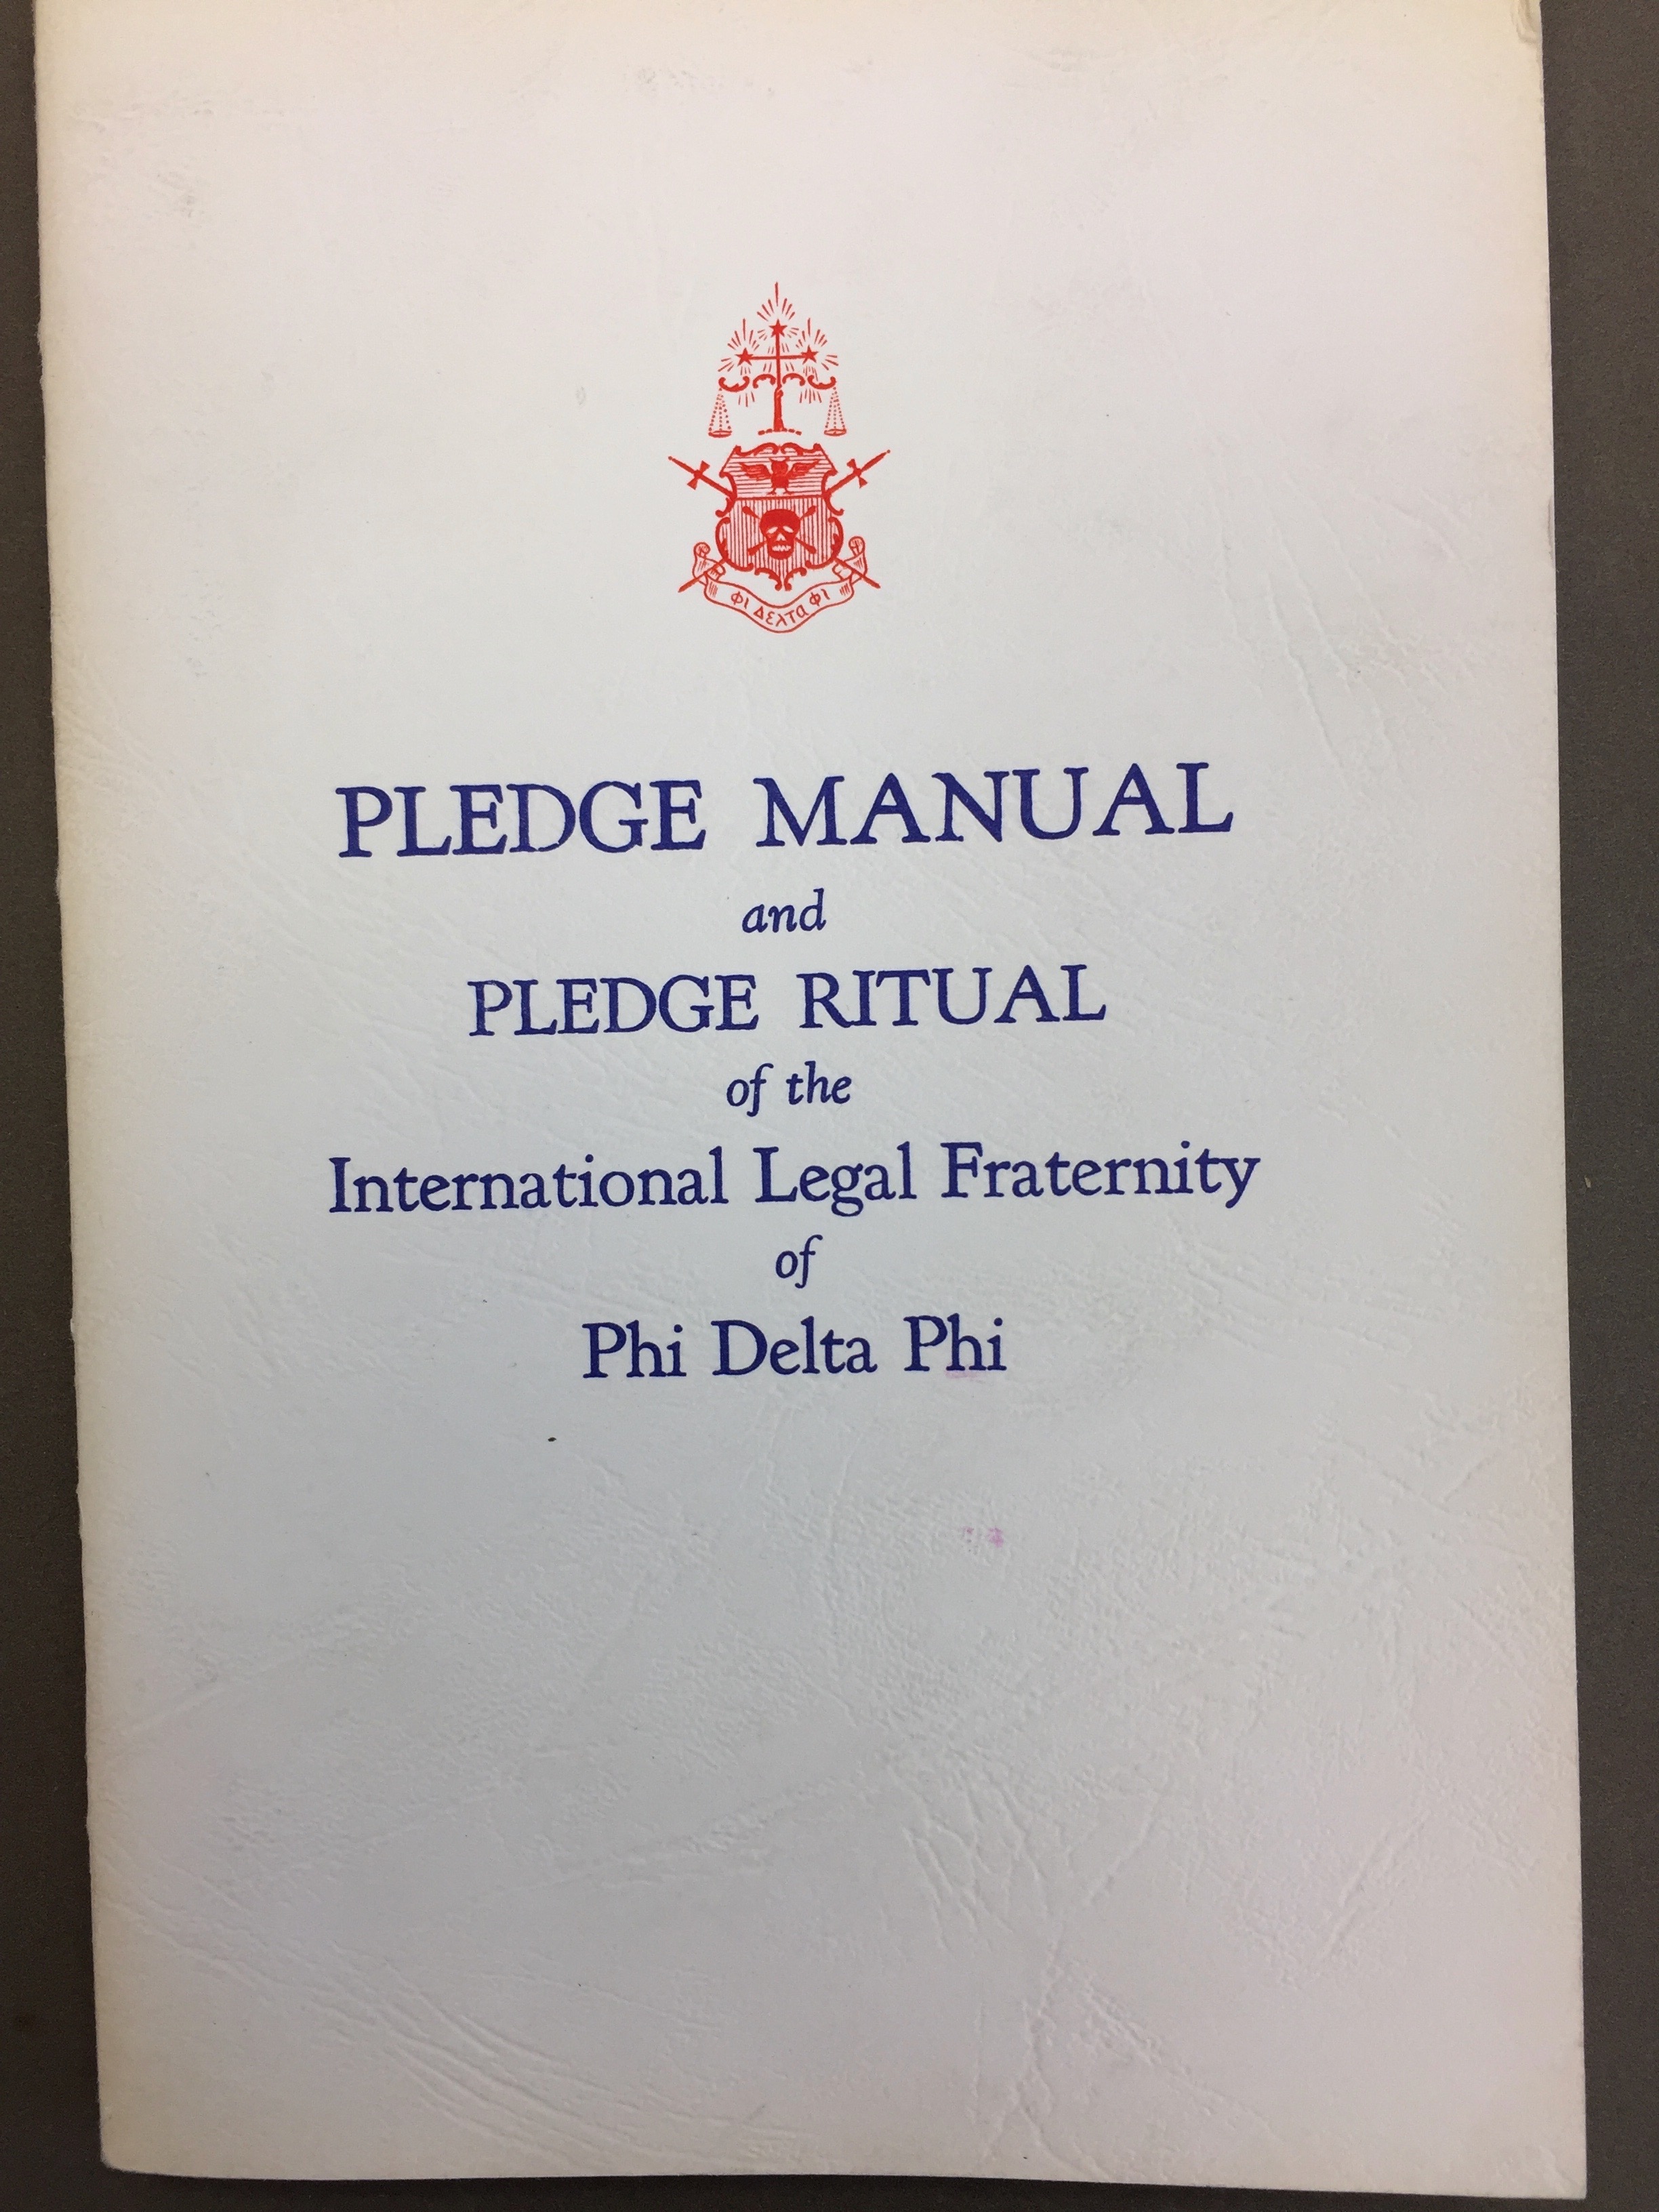 ΦΙ Δελτα ΦΙ
PLEDGE MANUAL
and
PLEDGE RITUAL
of the
International Legal Fraternity
of
Phi Delta Phi